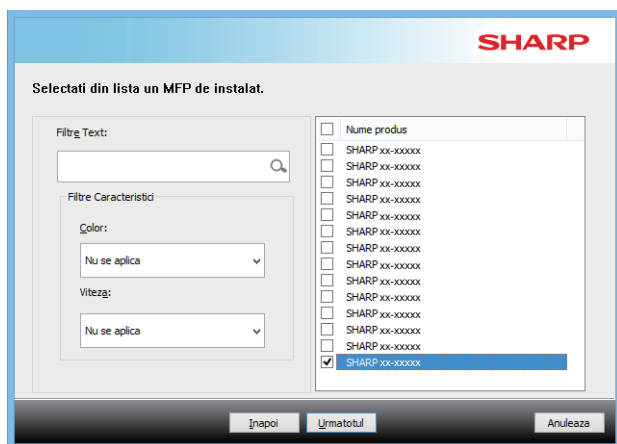 SHARP
Selectati din lista un MFP de instalat.
Filtre Text:
Filtre Caracteristici
Color:
Nu se aplica
Viteza:
Nu se aplica
Nume produs
SHARP xx-xxxxx
SHARP xx-xxxxx
SHARP xx-xxxxx
SHARP xx-xxxxx
SHARP xx-xxxxx
SHARP xx-xxxxx
SHARP xx-xxxxx
SHARP xx-xxxxx
SHARP xx-xxxxx
SHARP xx-xxxxx
SHARP xx-xxxxx
SHARP xx-xxxxx
SHARP xx-xxxxx
SHARP xx-xxxxx
Inapoi Urmatotul Anuleaza